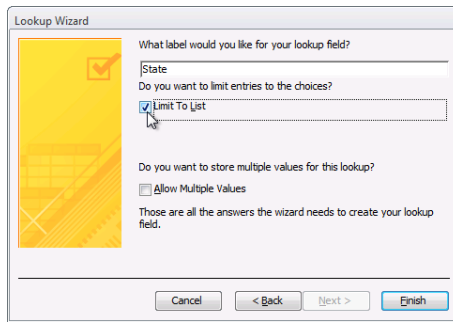 Lookup Wizard
What label would you like for your lookup field?
State
Do you want to limit entries to the choices?
Limit To List
Do you want to store multiple values for this lookup?
Allow Multiple Values
Those are all the answers the wizard needs to create your lookup
field.
Cancel < Back Next > Finish